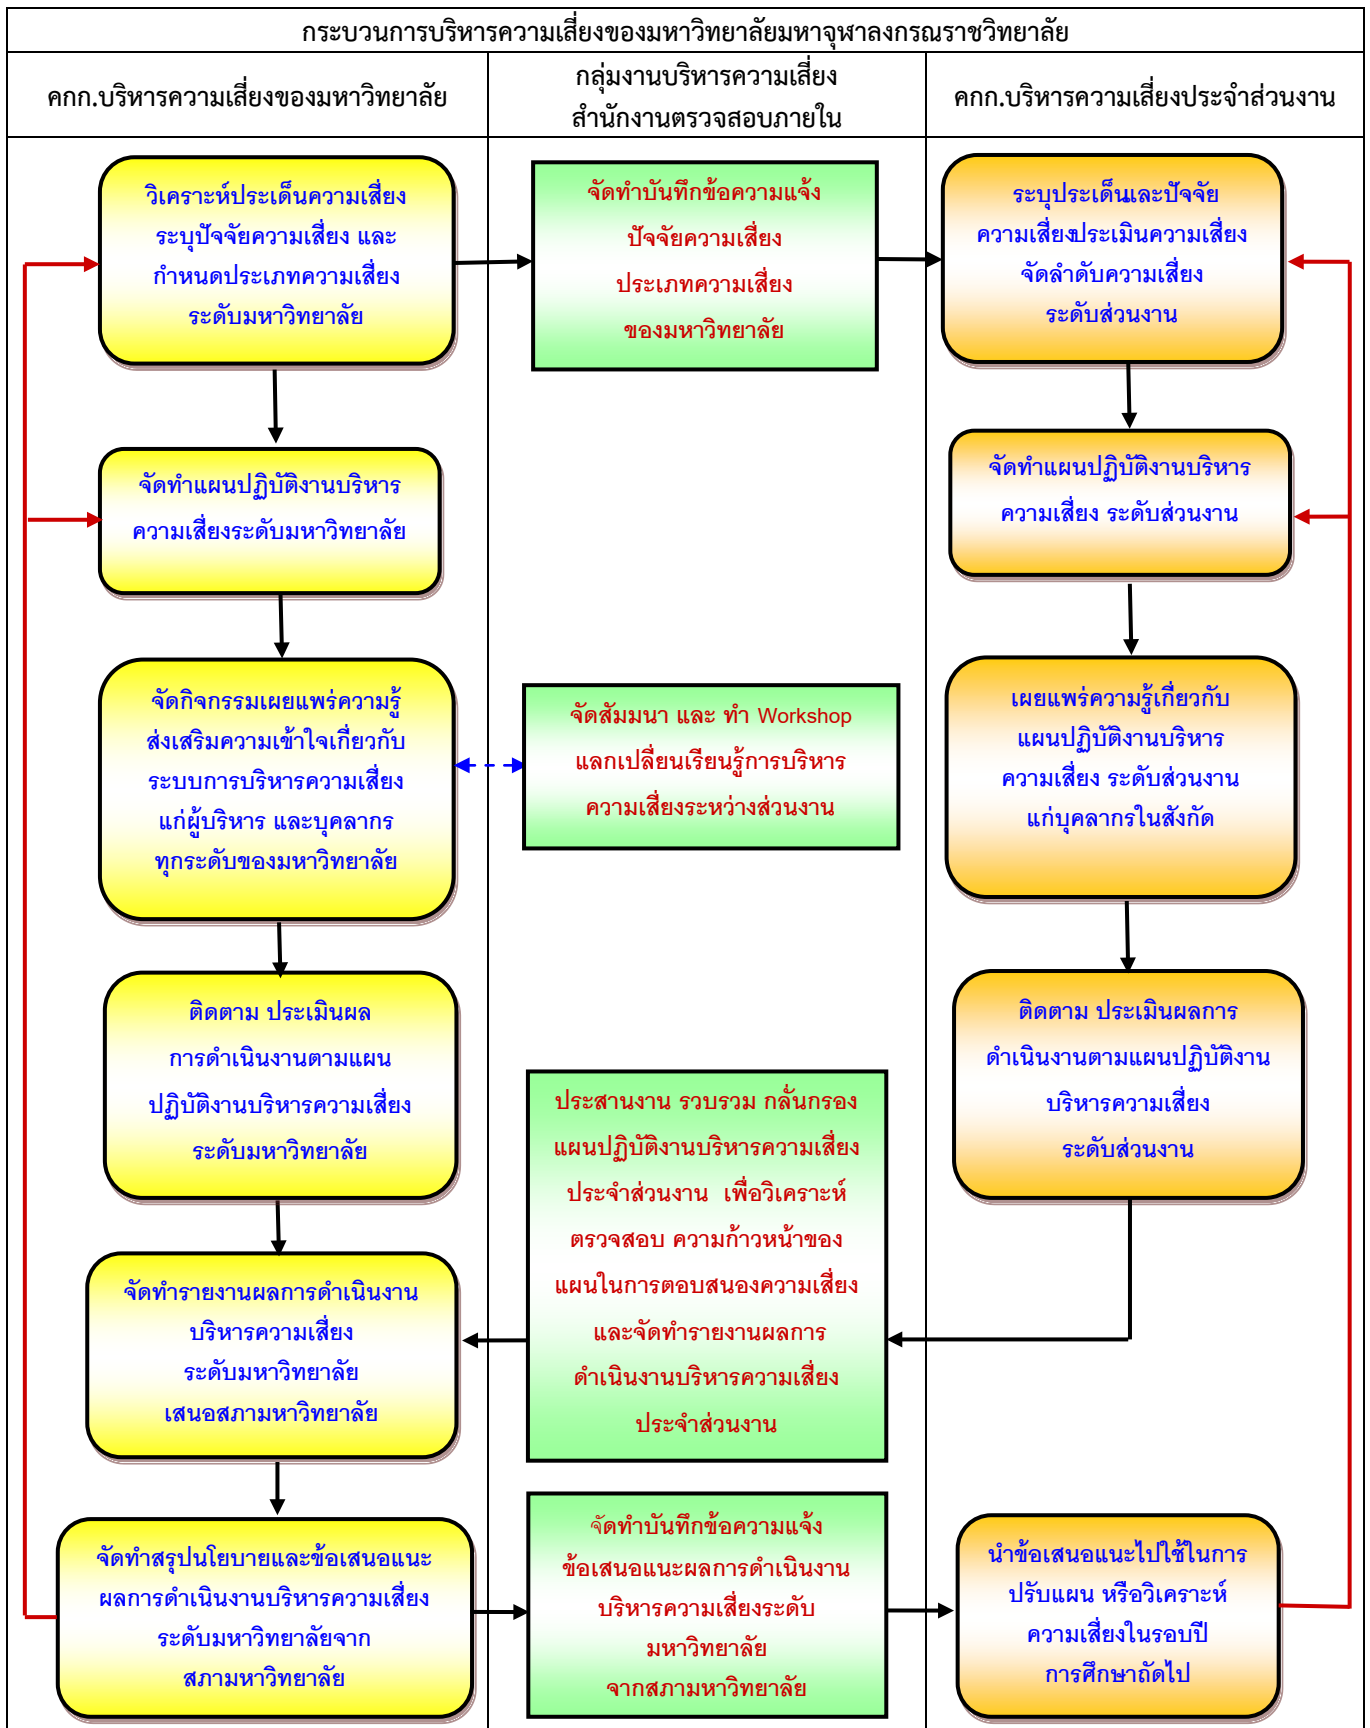 กระบวนการบริหารความเสี่ยงของมหาวิทยาลัยมหาจุฬาลงกรณราชวิทยาลัย
คกก.บริหารความเสี่ยงของมหาวิทยาลัย
กลุ่มงานบริหารความเสี่ยง
สำนักงานตรวจสอบภายใน
คกก.บริหารความเสี่ยงประจำส่วนงาน
วิเคราะห์ประเด็นความเสี่ยง
ระบุปัจจัยความเสี่ยง และ
กำหนดประเภทความเสี่ยง
ระดับมหาวิทยาลัย
จัดทำบันทึกข้อความแจ้ง
ปัจจัยความเสี่ยง
ประเภทความเสี่ยง
ของมหาวิทยาลัย
ระบุประเด็นและปัจจัย
ความเสี่ยงประเมินความเสี่ยง
จัดลำดับความเสี่ยง
ระดับส่วนงาน
จัดทำแผนปฏิบัติงานบริหาร
ความเสี่ยงระดับมหาวิทยาลัย
จัดทำแผนปฏิบัติงานบริหาร
ความเสี่ยง ระดับส่วนงาน
จัดกิจกรรมเผยแพร่ความรู้
ส่งเสริมความเข้าใจเกี่ยวกับ
ระบบการบริหารความเสี่ยง
แก่ผู้บริหาร และบุคลากร
ทุกระดับของมหาวิทยาลัย
จัดสัมมนา และ ทำ Workshop
แลกเปลี่ยนเรียนรู้การบริหาร
ความเสี่ยงระหว่างส่วนงาน
เผยแพร่ความรู้เกี่ยวกับ
แผนปฏิบัติงานบริหาร
ความเสี่ยง ระดับส่วนงาน
แก่บุคลากรในสังกัด
ติดตาม ประเมินผล
การดำเนินงานตามแผน
ปฏิบัติงานบริหารความเสี่ยง
ระดับมหาวิทยาลัย
ประสานงาน รวบรวม กลั่นกรอง
แผนปฏิบัติงานบริหารความเสี่ยง
ประจำส่วนงาน เพื่อวิเคราะห์
ตรวจสอบ ความก้าวหน้าของ
แผนในการตอบสนองความเสี่ยง
และจัดทำรายงานผลการ
ดำเนินงานบริหารความเสี่ยง
ประจำส่วนงาน
ติดตาม ประเมินผลการ
ดำเนินงานตามแผนปฏิบัติงาน
บริหารความเสี่ยง
ระดับส่วนงาน
จัดทำรายงานผลการดำเนินงาน
บริหารความเสี่ยง
ระดับมหาวิทยาลัย
เสนอสภามหาวิทยาลัย
จัดทำสรุปนโยบายและข้อเสนอแนะ
ผลการดำเนินงานบริหารความเสี่ยง
ระดับมหาวิทยาลัยจาก
สภามหาวิทยาลัย
จัดทำบันทึกข้อความแจ้ง
ข้อเสนอแนะผลการดำเนินงาน
บริหารความเสี่ยงระดับ
มหาวิทยาลัย
จากสภามหาวิทยาลัย
นำข้อเสนอแนะไปใช้ในการ
ปรับแผน หรือวิเคราะห์
ความเสี่ยงในรอบปี
การศึกษาถัดไป